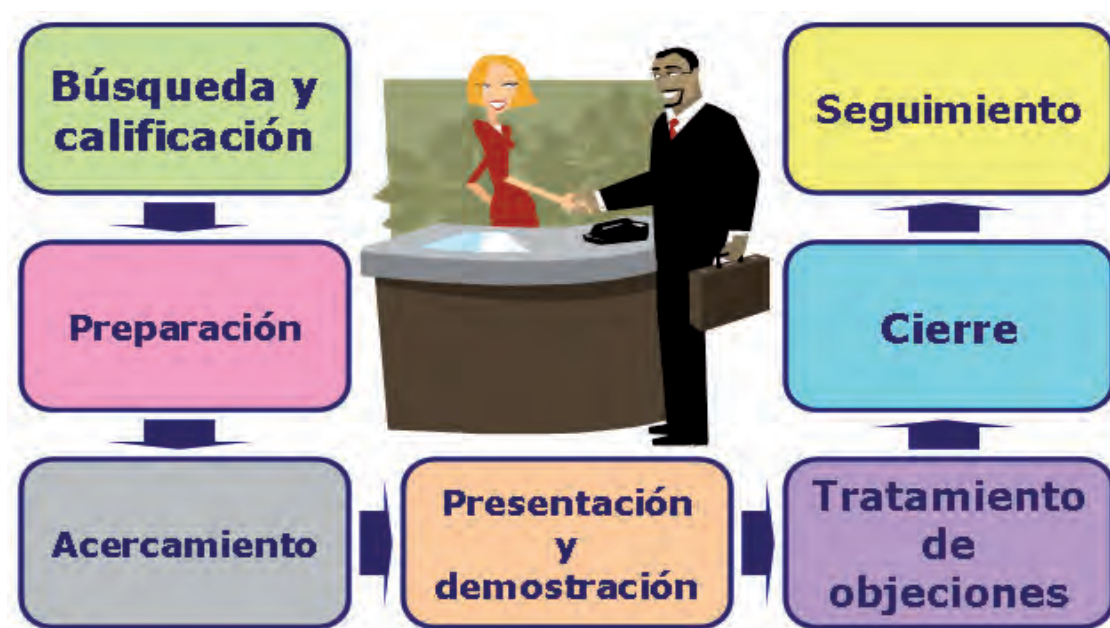 Búsqueda y
calificación
Preparación
Acercamiento
Presentación
y
demostración
Tratamiento
de
objeciones
Cierre
Seguimiento